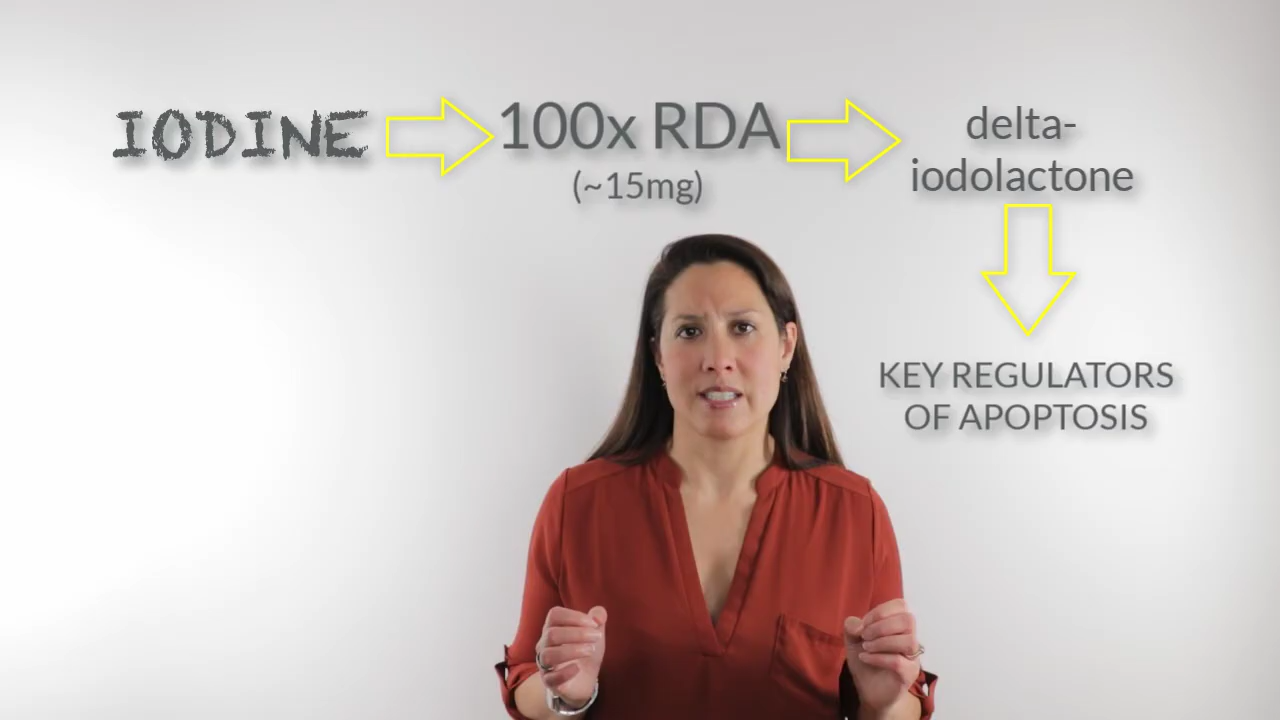 IODINE
100x RDA
(~15mg)
delta-
iodolactone
KEY REGULATORS
OF APOPTOSIS